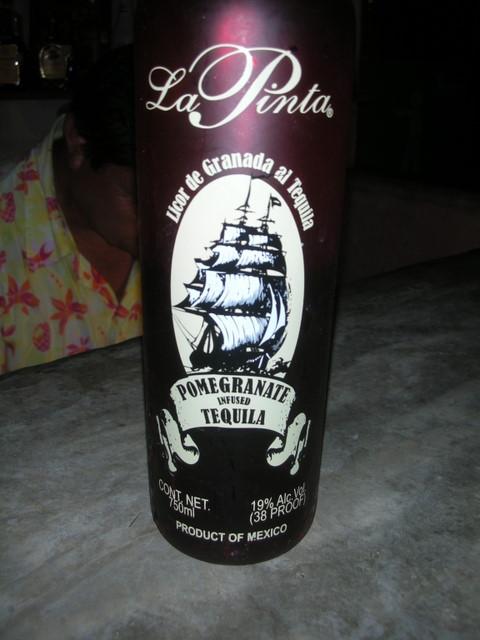 La Pinta®
Licor de Granada al Tequila
POMEGRANATE
INFUSED
TEQUILA
CONT. NET.
750ml
19% Alc.Vol.
(38 PROOF)
PRODUCT OF MEXICO